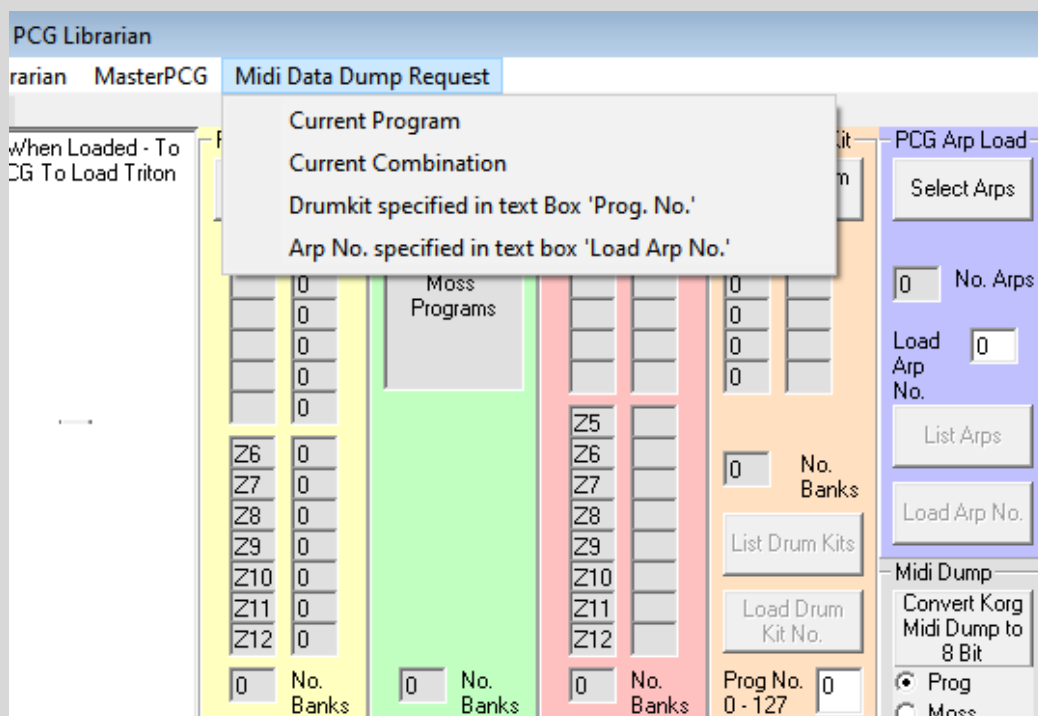 PCG Librarian
rarian MasterPCG Midi Data Dump Request
Current Program
Current Combination
Drumkit specified in text Box 'Prog. No.'
Arp No. specified in text box 'Load Arp No.'
When Loaded - To
CG To Load Triton
Moss
Programs
0
0
0
0
0
Z6 0
Z7 0
Z8 0
Z9 0
Z10 0
Z11 0
Z12 0
0 No.
Banks
0 No.
Banks
Z5
Z6
Z7
Z8
Z9
Z10
Z11
Z12
0 No.
Banks
it
m
0
0
0
0
0 No.
Banks
List Drum Kits
Load Drum
Kit No.
Prog No. 0
0 - 127
PCG Arp Load
Select Arps
0 No. Arps
Load 0
Arp
No.
List Arps
Load Arp No.
Midi Dump
Convert Korg
Midi Dump to
8 Bit
Prog
Moss